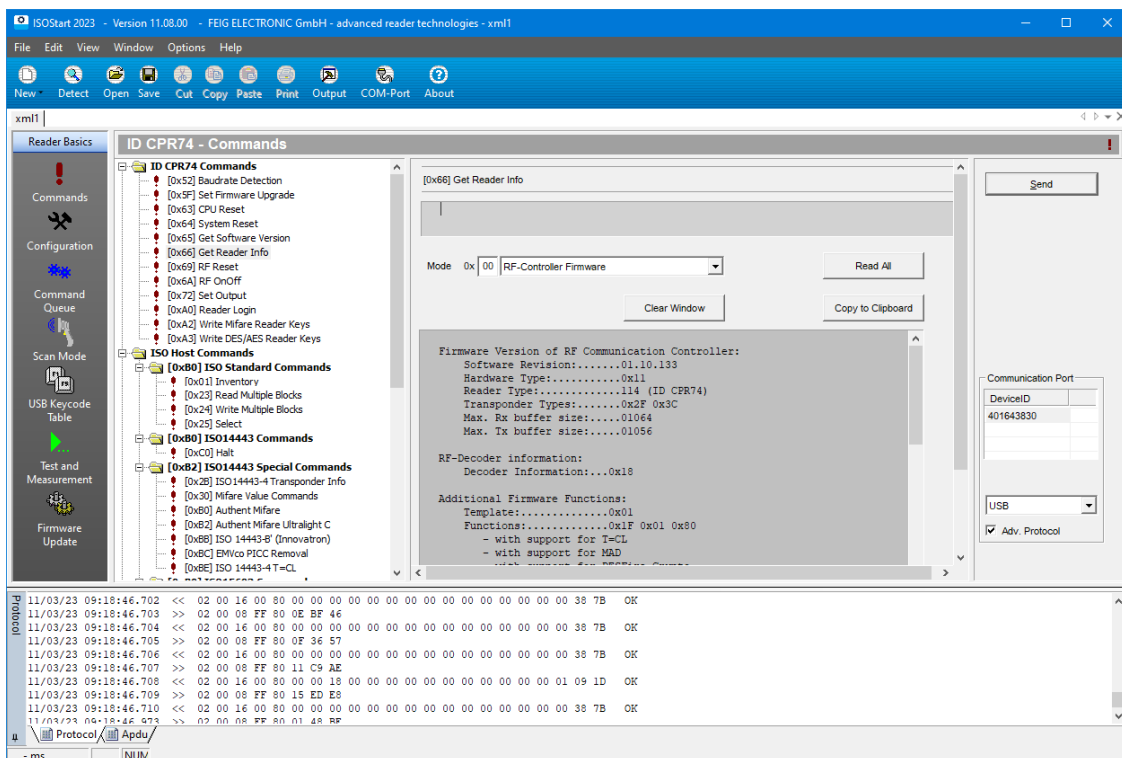 ISOStart 2023 - Version 11.08.00 - FEIG ELECTRONIC GmbH - advanced reader technologies - xml1
File Edit View Window Options Help
New Detect Open Save Cut Copy Paste Print Output COM-Port About
xml1
Reader Basics
Commands
Configuration
Command
Queue
Scan Mode
USB Keycode
Table
Test and
Measurement
Firmware
Update
ID CPR74 - Commands
ID CPR74 Commands
[0x52] Baudrate Detection
[0x5F] Set Firmware Upgrade
[0x63] CPU Reset
[0x64] System Reset
[0x65] Get Software Version
[0x66] Get Reader Info
[0x69] RF Reset
[0x6A] RF OnOff
[0x72] Set Output
[0xA0] Reader Login
[0xA2] Write Mifare Reader Keys
[0xA3] Write DES/AES Reader Keys
ISO Host Commands
[0xB0] ISO Standard Commands
[0x01] Inventory
[0x23] Read Multiple Blocks
[0x24] Write Multiple Blocks
[0x25] Select
[0xB0] ISO14443 Commands
[0xC0] Halt
[0xB2] ISO14443 Special Commands
[0x2B] ISO14443-4 Transponder Info
[0x30] Mifare Value Commands
[0xB0] Authent Mifare
[0xB2] Authent Mifare Ultralight C
[0xBB] ISO 14443-B' (Innovatron)
[0xBC] EMVco PICC Removal
[0xBE] ISO 14443-4 T=CL
[0x66] Get Reader Info
Mode 0x 00 RF-Controller Firmware
Read All
Clear Window
Copy to Clipboard
Firmware Version of RF Communication Controller:
Software Revision:......01.10.133
Hardware Type:...........0x11
Reader Type:.............114 (ID CPR74)
Transponder Types:.......0x2F 0x3C
Max. Rx buffer size:.....01064
Max. Tx buffer size:.....01056
RF-Decoder information:
Decoder Information:...0x18
Additional Firmware Functions:
Template:...............0x01
Functions:..............0x1F 0x01 0x80
- with support for T=CL
- with support for MAD
- with support for DESFire Crypto
Send
Communication Port
DeviceID
401643830
USB
Adv. Protocol
Protocol
11/03/23 09:18:46.702 << 02 00 16 00 80 00 00 00 00 00 00 00 00 00 00 00 00 00 00 00 38 7B OK
11/03/23 09:18:46.703 >> 02 00 08 FF 80 0E BF 46
11/03/23 09:18:46.704 << 02 00 16 00 80 00 00 00 00 00 00 00 00 00 00 00 00 00 00 00 38 7B OK
11/03/23 09:18:46.705 >> 02 00 08 FF 80 0F 36 57
11/03/23 09:18:46.706 << 02 00 16 00 80 00 00 00 00 00 00 00 00 00 00 00 00 00 00 00 38 7B OK
11/03/23 09:18:46.707 >> 02 00 08 FF 80 11 C9 AE
11/03/23 09:18:46.708 << 02 00 16 00 80 00 00 18 00 00 00 00 00 00 00 00 00 00 00 01 09 1D OK
11/03/23 09:18:46.709 >> 02 00 08 FF 80 15 ED E8
11/03/23 09:18:46.710 << 02 00 16 00 80 00 00 00 00 00 00 00 00 00 00 00 00 00 00 00 38 7B OK
11/03/23 09:18:46.973 >> 02 00 08 FF 80 01 48 BF
Protocol Apdu
- ms NUM